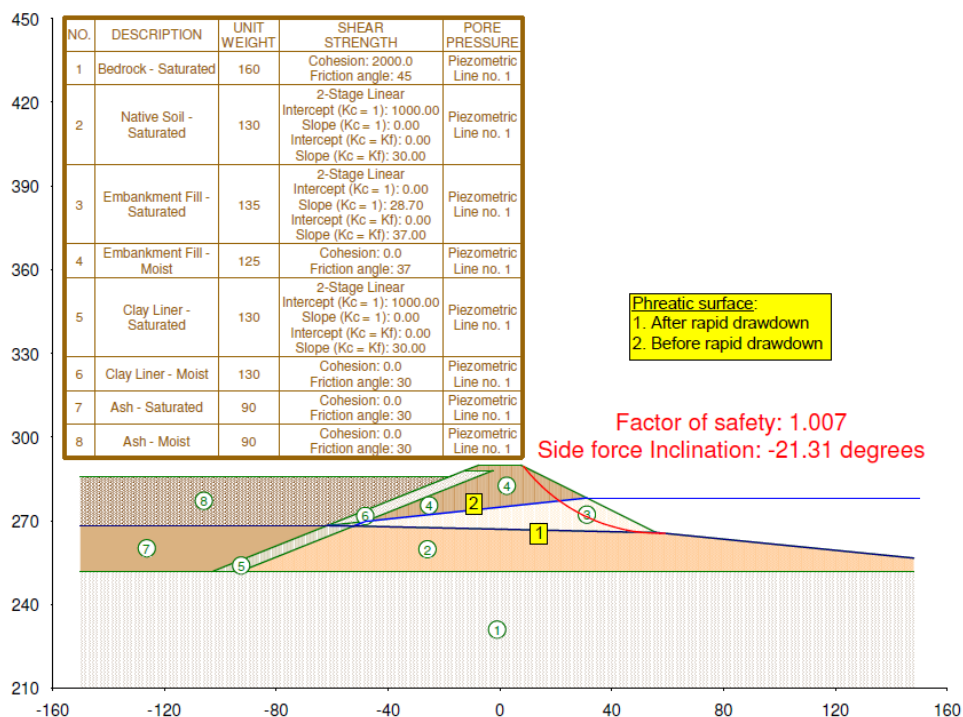 450
420
390
360
330
300
270
240
210
NO. DESCRIPTION UNIT WEIGHT SHEAR STRENGTH PORE PRESSURE
1 Bedrock - Saturated 160 Cohesion: 2000.0 Friction angle: 45 Piezometric Line no. 1
2 Native Soil - Saturated 130 2-Stage Linear Intercept (Kc = 1): 1000.00 Slope (Kc = 1): 0.00 Intercept (Kc = Kf): 0.00 Slope (Kc = Kf): 30.00 Piezometric Line no. 1
3 Embankment Fill - Saturated 135 2-Stage Linear Intercept (Kc = 1): 0.00 Slope (Kc = 1): 28.70 Intercept (Kc = Kf): 0.00 Slope (Kc = Kf): 37.00 Piezometric Line no. 1
4 Embankment Fill - Moist 125 Cohesion: 0.0 Friction angle: 37 Piezometric Line no. 1
5 Clay Liner - Saturated 130 2-Stage Linear Intercept (Kc = 1): 1000.00 Slope (Kc = 1): 0.00 Intercept (Kc = Kf): 0.00 Slope (Kc = Kf): 30.00 Piezometric Line no. 1
6 Clay Liner - Moist 130 Cohesion: 0.0 Friction angle: 30 Piezometric Line no. 1
7 Ash - Saturated 90 Cohesion: 0.0 Friction angle: 30 Piezometric Line no. 1
8 Ash - Moist 90 Cohesion: 0.0 Friction angle: 30 Piezometric Line no. 1
Phreatic surface:
1. After rapid drawdown
2. Before rapid drawdown
Factor of safety: 1.007
Side force Inclination: -21.31 degrees
8
4
2
4
6
3
1
7
2
5
1
-160 -120 -80 -40 0 40 80 120 160